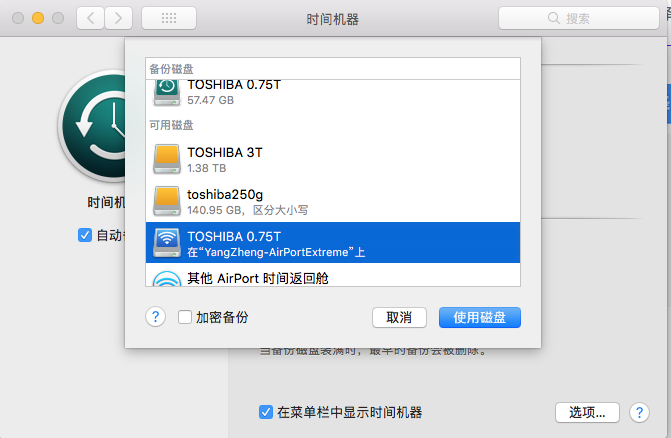 时间机器
搜索
备份磁盘
TOSHIBA 0.75T
57.47 GB
可用磁盘
TOSHIBA 3T
1.38 TB
toshiba250g
140.95 GB，区分大小写
TOSHIBA 0.75T
在“YangZheng-AirPortExtreme”上
其他 AirPort 时间返回舱
时间机
自动
? 加密备份
取消
使用磁盘
当备份磁盘装满时，最早的备份会被删除。
在菜单栏中显示时间机器
选项...
?